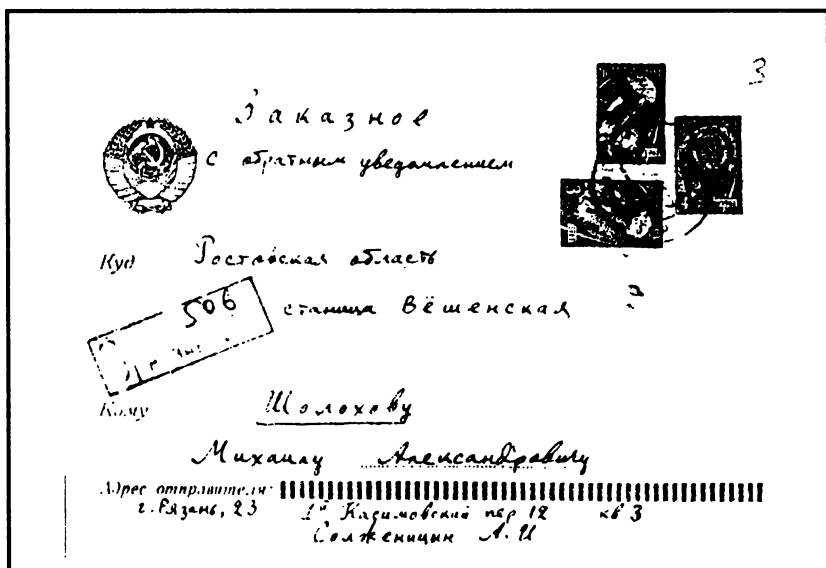 3
Заказное
с обратным уведомлением
Куда Ростовская область
506
станица Вёшенская
Кому Шолохову
Михаилу Александровичу
Адрес отправителя:
г. Рязань, 23 1й Касимовский пер 12 кв 3
Солженицын А. И